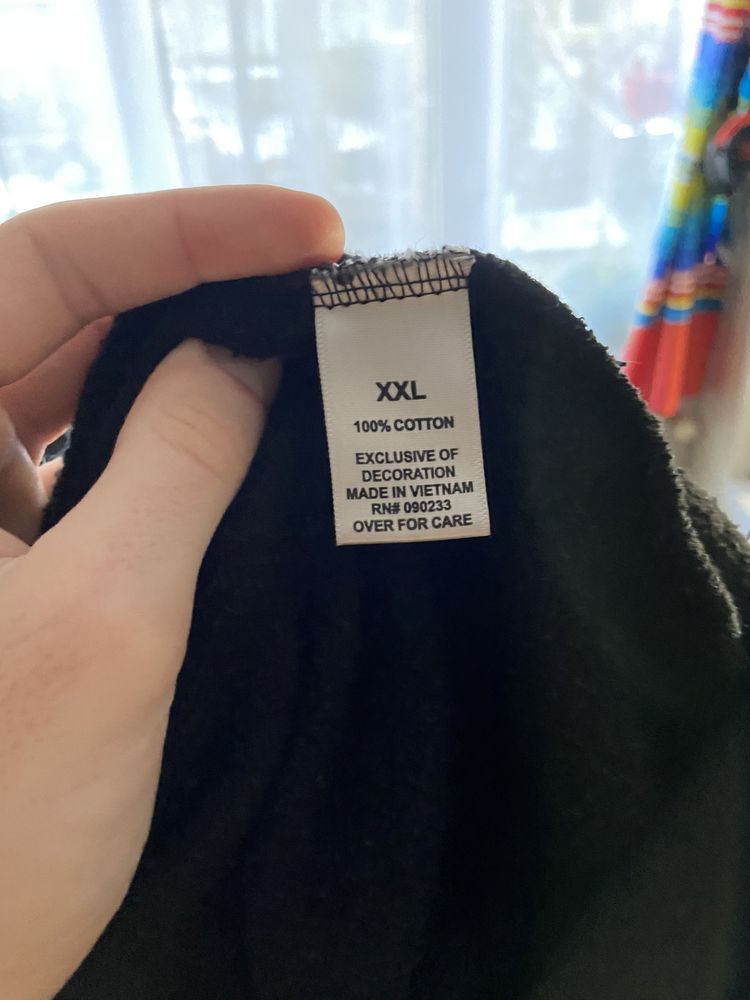 XXL
100% COTTON
EXCLUSIVE OF
DECORATION
MADE IN VIETNAM
RN# 090233
OVER FOR CARE